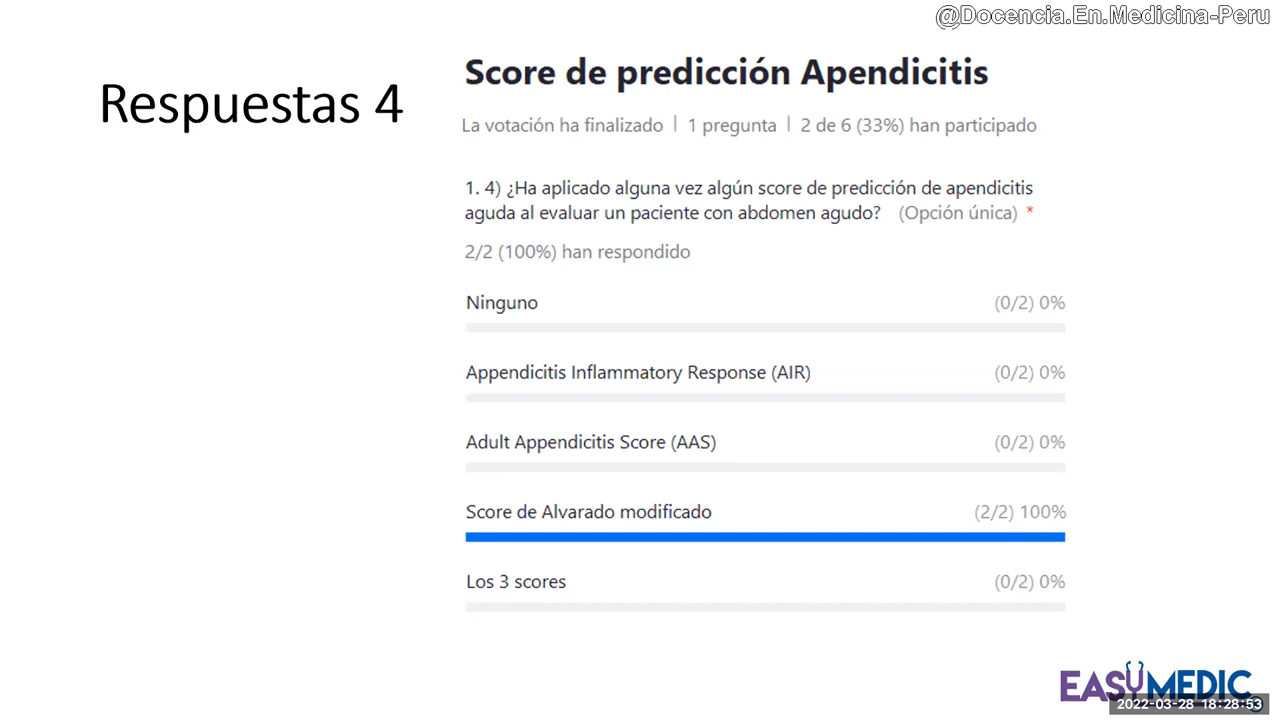 @Docencia.En.Medicina-Peru
Score de predicción Apendicitis
Respuestas 4
La votación ha finalizado | 1 pregunta | 2 de 6 (33%) han participado
1. 4) ¿Ha aplicado alguna vez algún score de predicción de apendicitis
aguda al evaluar un paciente con abdomen agudo? (Opción única) *
2/2 (100%) han respondido
Ninguno (0/2) 0%
Appendicitis Inflammatory Response (AIR) (0/2) 0%
Adult Appendicitis Score (AAS) (0/2) 0%
Score de Alvarado modificado (2/2) 100%
Los 3 scores (0/2) 0%
EASYMEDIC
2022-03-28 18:28:53